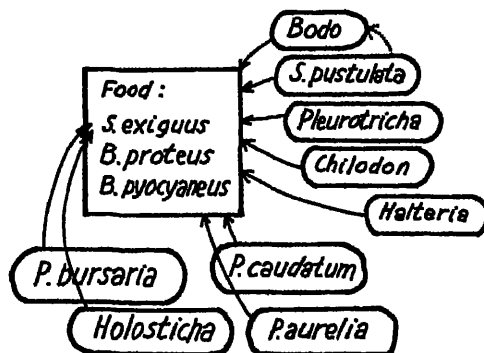 Bodo
S. pustulata
Food :
S. exiguus
B. proteus
B. pyocyaneus
Pleurotricha
Chilodon
Halteria
P. bursaria
P. caudatum
Holosticha
P. aurelia